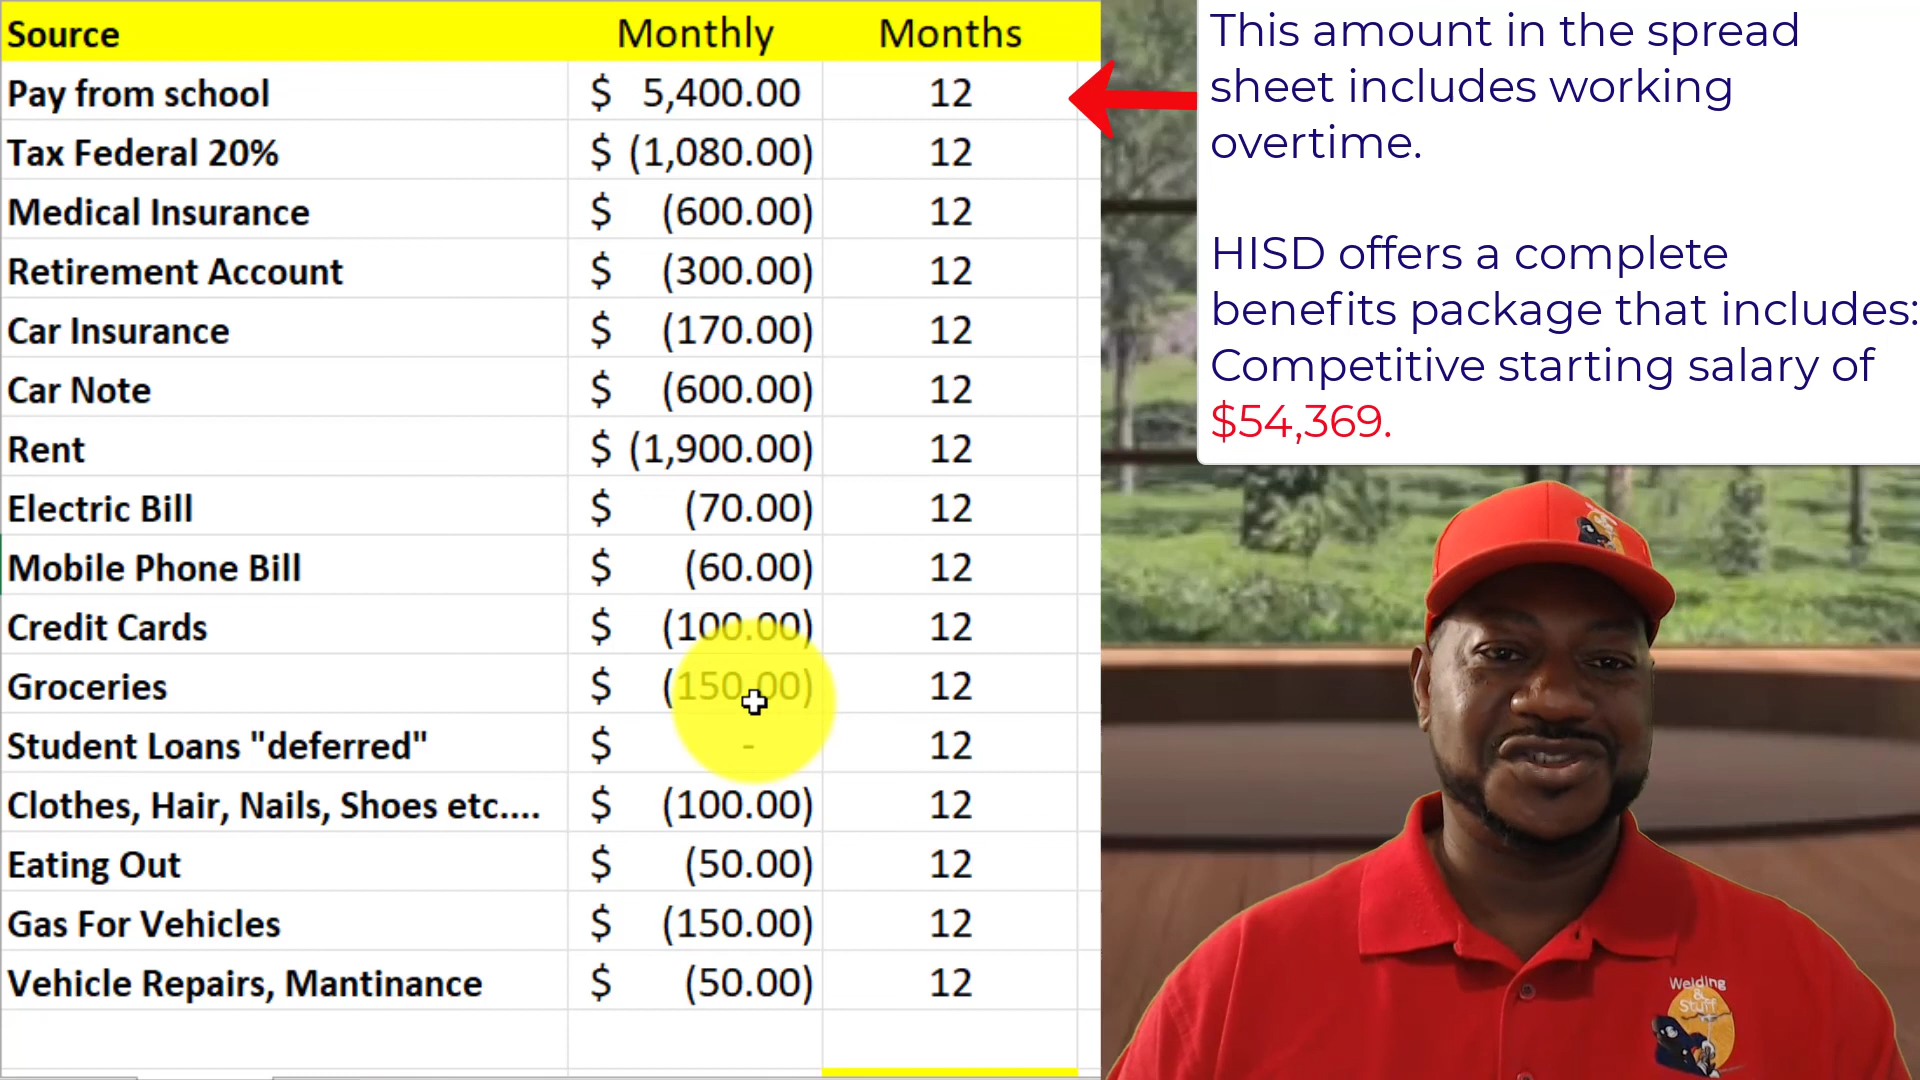 Source Monthly Months
Pay from school $ 5,400.00 12
Tax Federal 20% $ (1,080.00) 12
Medical Insurance $ (600.00) 12
Retirement Account $ (300.00) 12
Car Insurance $ (170.00) 12
Car Note $ (600.00) 12
Rent $ (1,900.00) 12
Electric Bill $ (70.00) 12
Mobile Phone Bill $ (60.00) 12
Credit Cards $ (100.00) 12
Groceries $ (150.00) 12
Student Loans "deferred" $ - 12
Clothes, Hair, Nails, Shoes etc.... $ (100.00) 12
Eating Out $ (50.00) 12
Gas For Vehicles $ (150.00) 12
Vehicle Repairs, Mantinance $ (50.00) 12
This amount in the spread
sheet includes working
overtime.
HISD offers a complete
benefits package that includes:
Competitive starting salary of
$54,369.
Welding
&
Stuff